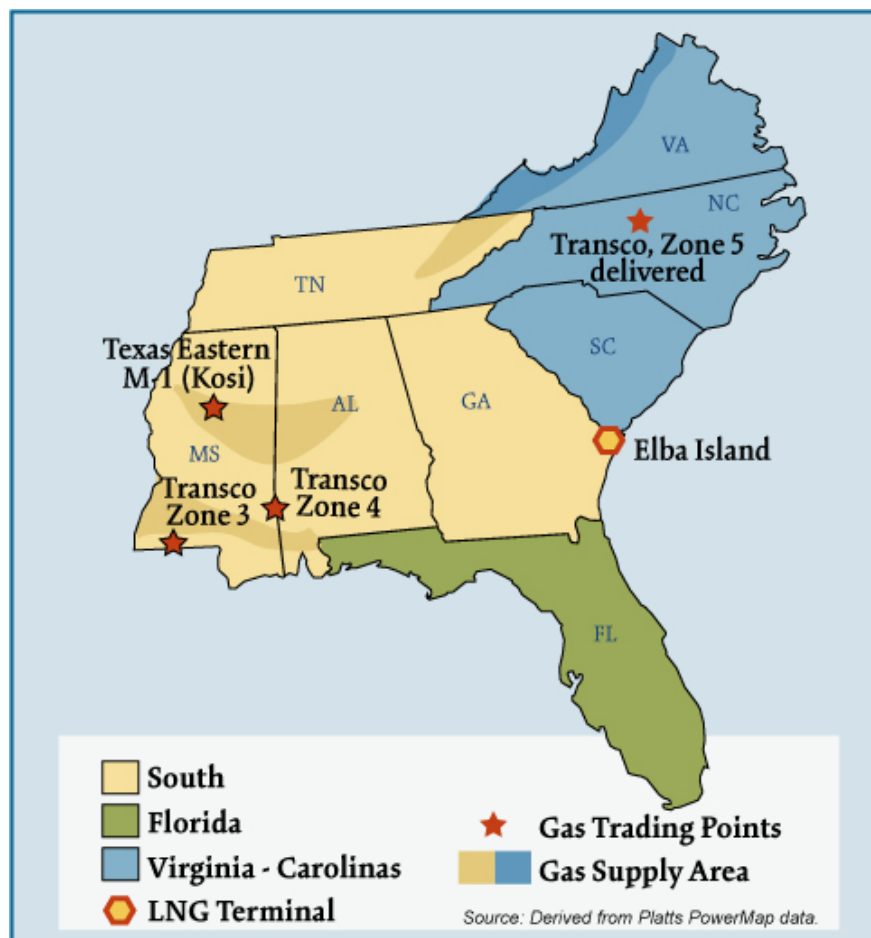 VA
NC
Transco, Zone 5
delivered
TN
SC
Texas Eastern
M-1 (Kosi)
AL
GA
MS
Elba Island
Transco
Zone 3
Transco
Zone 4
FL
South
Florida
Virginia - Carolinas
LNG Terminal
Gas Trading Points
Gas Supply Area
Source: Derived from Platts PowerMap data.